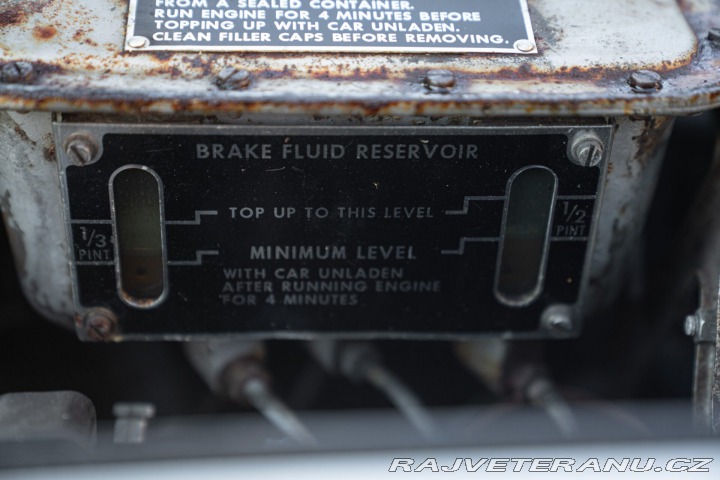 FROM A SEALED CONTAINER.
RUN ENGINE FOR 4 MINUTES BEFORE
TOPPING UP WITH CAR UNLADEN.
CLEAN FILLER CAPS BEFORE REMOVING.
BRAKE FLUID RESERVOIR
TOP UP TO THIS LEVEL
1/3
PINT
1/2
PINT
MINIMUM LEVEL
WITH CAR UNLADEN
AFTER RUNNING ENGINE
FOR 4 MINUTES
RAJVETERANU.CZ